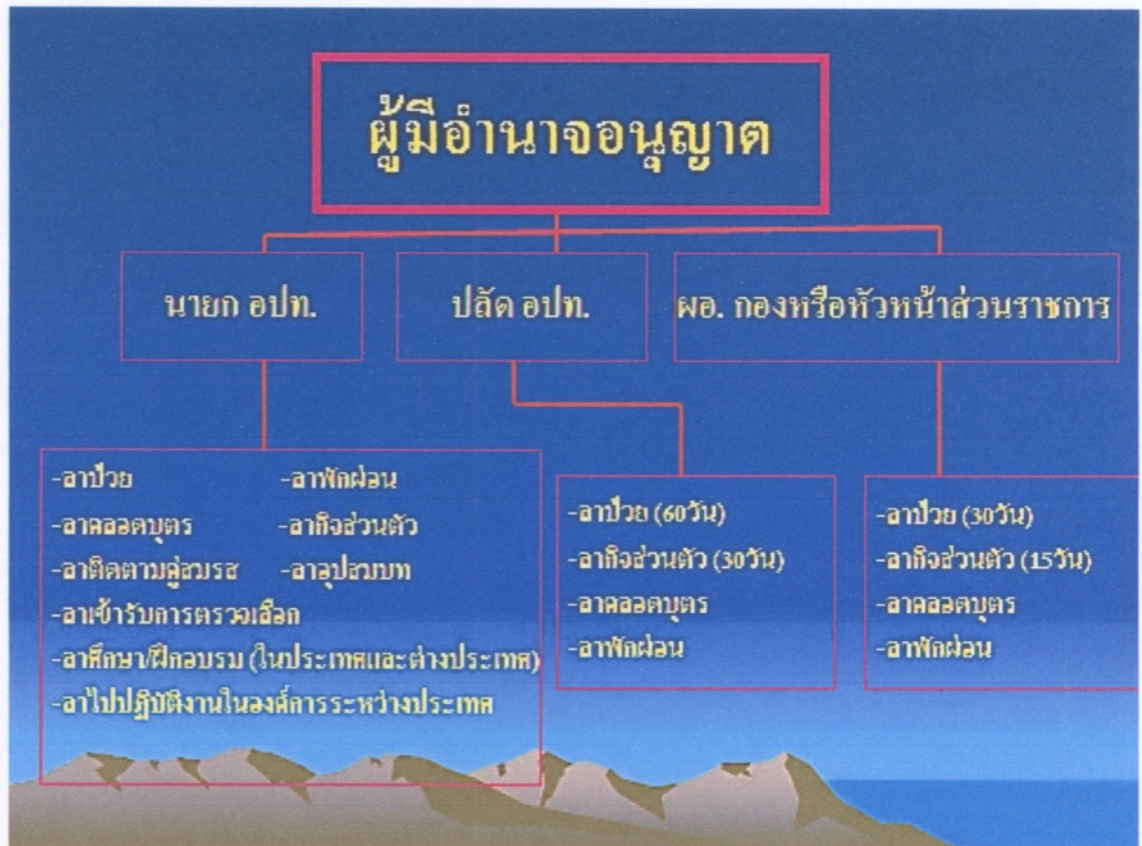 ผู้มีอำนาจอนุญาต
นายก อปท.
ปลัด อปท.
ผอ. กองหรือหัวหน้าส่วนราชการ
-ลาป่วย -ลาพักผ่อน
-ลาคลอดบุตร -ลากิจส่วนตัว
-ลาติดตามคู่สมรส -ลาอุปสมบท
-ลาเข้ารับการตรวจเลือก
-ลาศึกษา/ฝึกอบรม (ในประเทศและต่างประเทศ)
-ลาไปปฏิบัติงานในองค์การระหว่างประเทศ
-ลาป่วย (60วัน)
-ลากิจส่วนตัว (30วัน)
-ลาคลอดบุตร
-ลาพักผ่อน
-ลาป่วย (30วัน)
-ลากิจส่วนตัว (15วัน)
-ลาคลอดบุตร
-ลาพักผ่อน